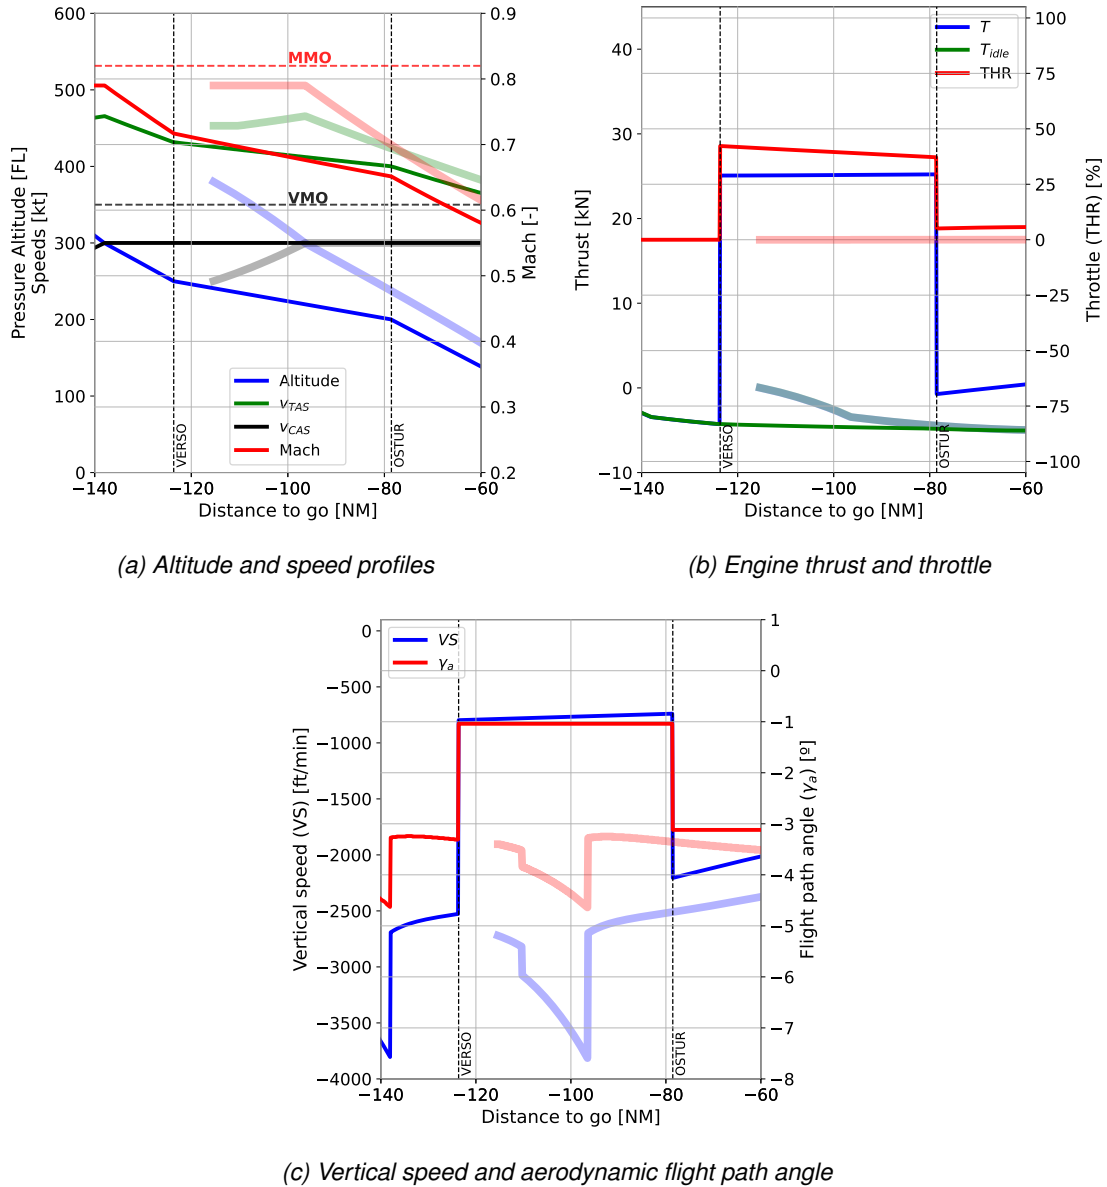 600
500
400
300
200
100
0
Pressure Altitude [FL]
Speeds [kt]
0.9
0.8
0.7
0.6
0.5
0.4
0.3
0.2
Mach [-]
MMO
VMO
Altitude
vTAS
vCAS
Mach
VERSO
OSTUR
−140
−120
−100
−80
−60
Distance to go [NM]
(a) Altitude and speed profiles
40
30
20
10
0
−10
Thrust [kN]
100
75
50
25
0
−25
−50
−75
−100
Throttle (THR) [%]
T
Tidle
THR
VERSO
OSTUR
−140
−120
−100
−80
−60
Distance to go [NM]
(b) Engine thrust and throttle
0
−500
−1000
−1500
−2000
−2500
−3000
−3500
−4000
Vertical speed (VS) [ft/min]
1
0
−1
−2
−3
−4
−5
−6
−7
−8
Flight path angle (γa) [º]
VS
γa
VERSO
OSTUR
−140
−120
−100
−80
−60
Distance to go [NM]
(c) Vertical speed and aerodynamic flight path angle